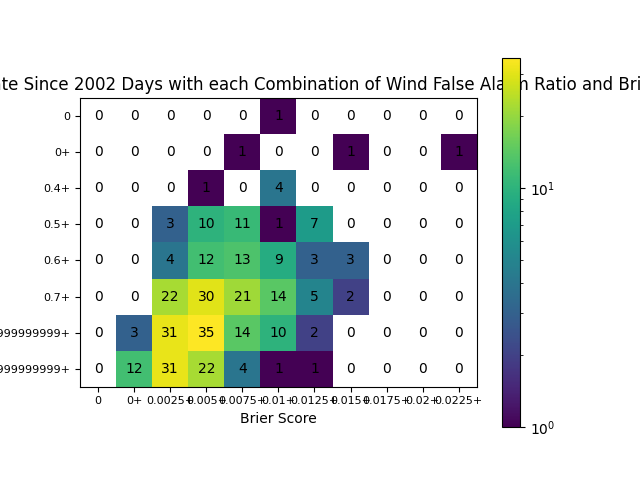 te Since 2002 Days with each Combination of Wind False Alarm Ratio and Bri
0 0 0 0 0 0 1 0 0 0 0 0
0+ 0 0 0 0 1 0 0 1 0 0 1
0.4+ 0 0 0 1 0 4 0 0 0 0 0
0.5+ 0 0 3 10 11 1 7 0 0 0 0
0.6+ 0 0 4 12 13 9 3 3 0 0 0
0.7+ 0 0 22 30 21 14 5 2 0 0 0
999999999+ 0 3 31 35 14 10 2 0 0 0 0
999999999+ 0 12 31 22 4 1 1 0 0 0 0
0 0+ 0.0025+ 0.005+ 0.0075+ 0.01+ 0.0125+ 0.015+ 0.0175+ 0.02+ 0.0225+
Brier Score
10^1
10^0